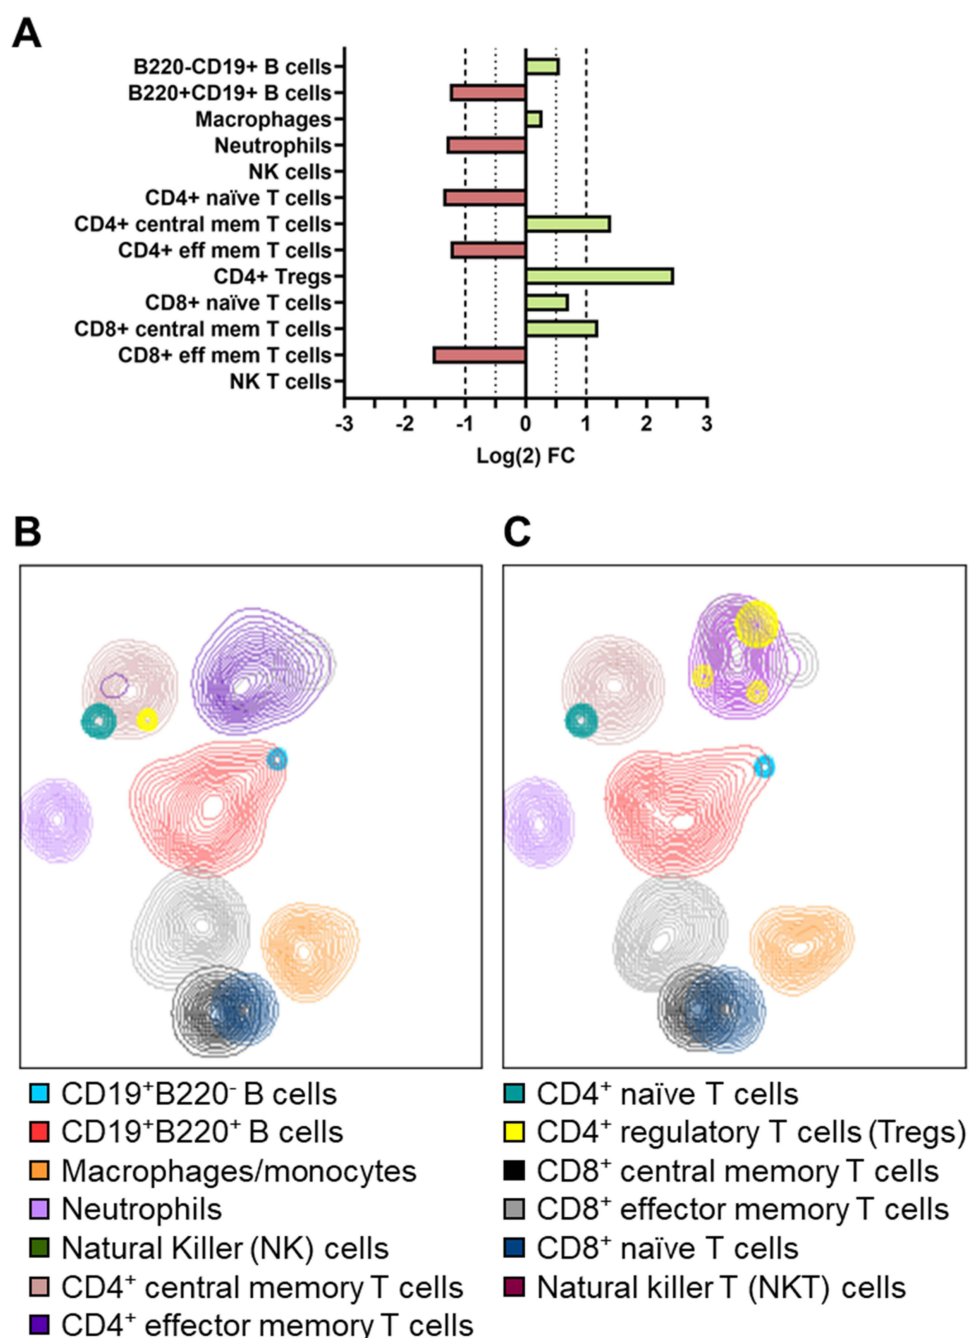 A
B220-CD19+ B cells
B220+CD19+ B cells
Macrophages
Neutrophils
NK cells
CD4+ naïve T cells
CD4+ central mem T cells
CD4+ eff mem T cells
CD4+ Tregs
CD8+ naïve T cells
CD8+ central mem T cells
CD8+ eff mem T cells
NK T cells
-3 -2 -1 0 1 2 3
Log(2) FC
B
C
CD19⁺B220⁻ B cells
CD19⁺B220⁺ B cells
Macrophages/monocytes
Neutrophils
Natural Killer (NK) cells
CD4⁺ central memory T cells
CD4⁺ effector memory T cells
CD4⁺ naïve T cells
CD4⁺ regulatory T cells (Tregs)
CD8⁺ central memory T cells
CD8⁺ effector memory T cells
CD8⁺ naïve T cells
Natural killer T (NKT) cells